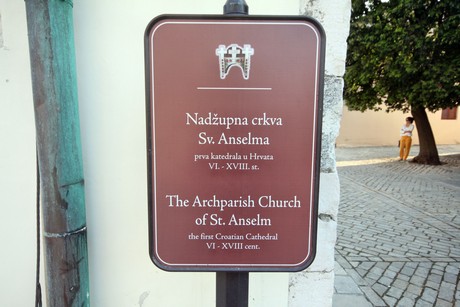 Nadžupna crkva
Sv. Anselma
prva katedrala u Hrvata
VI. - XVIII. st.
The Archparish Church
of St. Anselm
the first Croatian Cathedral
VI - XVIII cent.